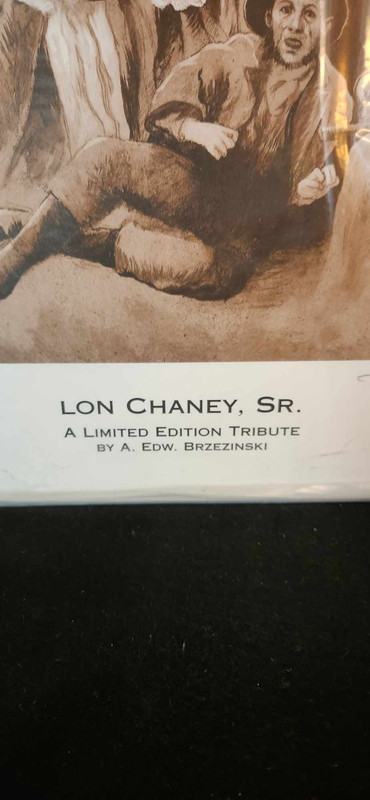 LON CHANEY, SR.
A LIMITED EDITION TRIBUTE
BY A. EDW. BRZEZINSKI